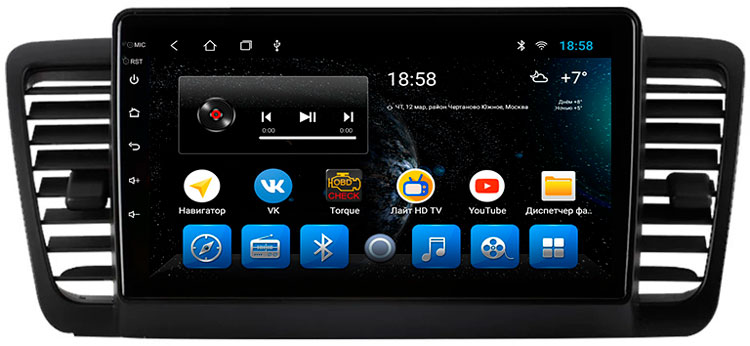 MIC
18:58
RST
18:58
+7°
ЧТ, 12 мар, район Чертаново Южное, Москва
Днём +8°
Ночью +5°
0:00
0:00
OBD
CHECK
Навигатор
VK
Torque
Лайт HD TV
YouTube
Диспетчер фа..